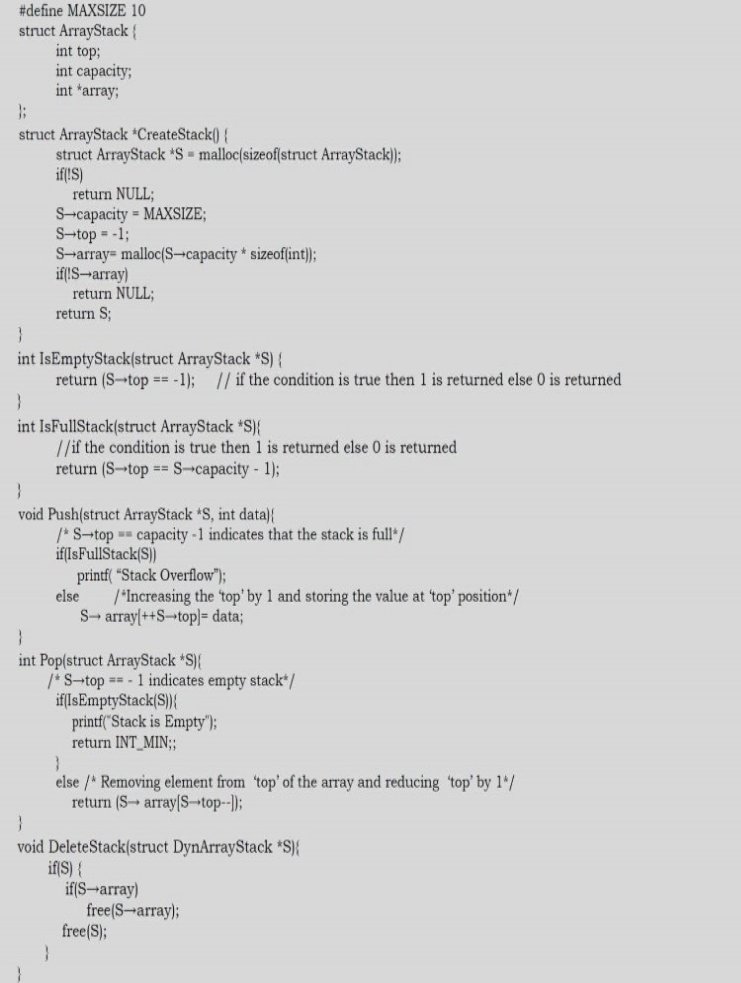 #define MAXSIZE 10
struct ArrayStack {
int top;
int capacity;
int *array;
};
struct ArrayStack *CreateStack() {
struct ArrayStack *S = malloc(sizeof(struct ArrayStack));
if(!S)
return NULL;
S→capacity = MAXSIZE;
S→top = -1;
S→array= malloc(S→capacity * sizeof(int));
if(!S→array)
return NULL;
return S;
}
int IsEmptyStack(struct ArrayStack *S) {
return (S→top == -1); // if the condition is true then 1 is returned else 0 is returned
}
int IsFullStack(struct ArrayStack *S){
//if the condition is true then 1 is returned else 0 is returned
return (S→top == S→capacity - 1);
}
void Push(struct ArrayStack *S, int data){
/* S→top == capacity -1 indicates that the stack is full*/
if(IsFullStack(S))
printf( “Stack Overflow”);
else /*Increasing the ‘top’ by 1 and storing the value at ‘top’ position*/
S→ array[++S→top]= data;
}
int Pop(struct ArrayStack *S){
/* S→top == - 1 indicates empty stack*/
if(IsEmptyStack(S)){
printf("Stack is Empty");
return INT_MIN;;
}
else /* Removing element from ‘top’ of the array and reducing ‘top’ by 1*/
return (S→ array[S→top--]);
}
void DeleteStack(struct DynArrayStack *S){
if(S) {
if(S→array)
free(S→array);
free(S);
}
}